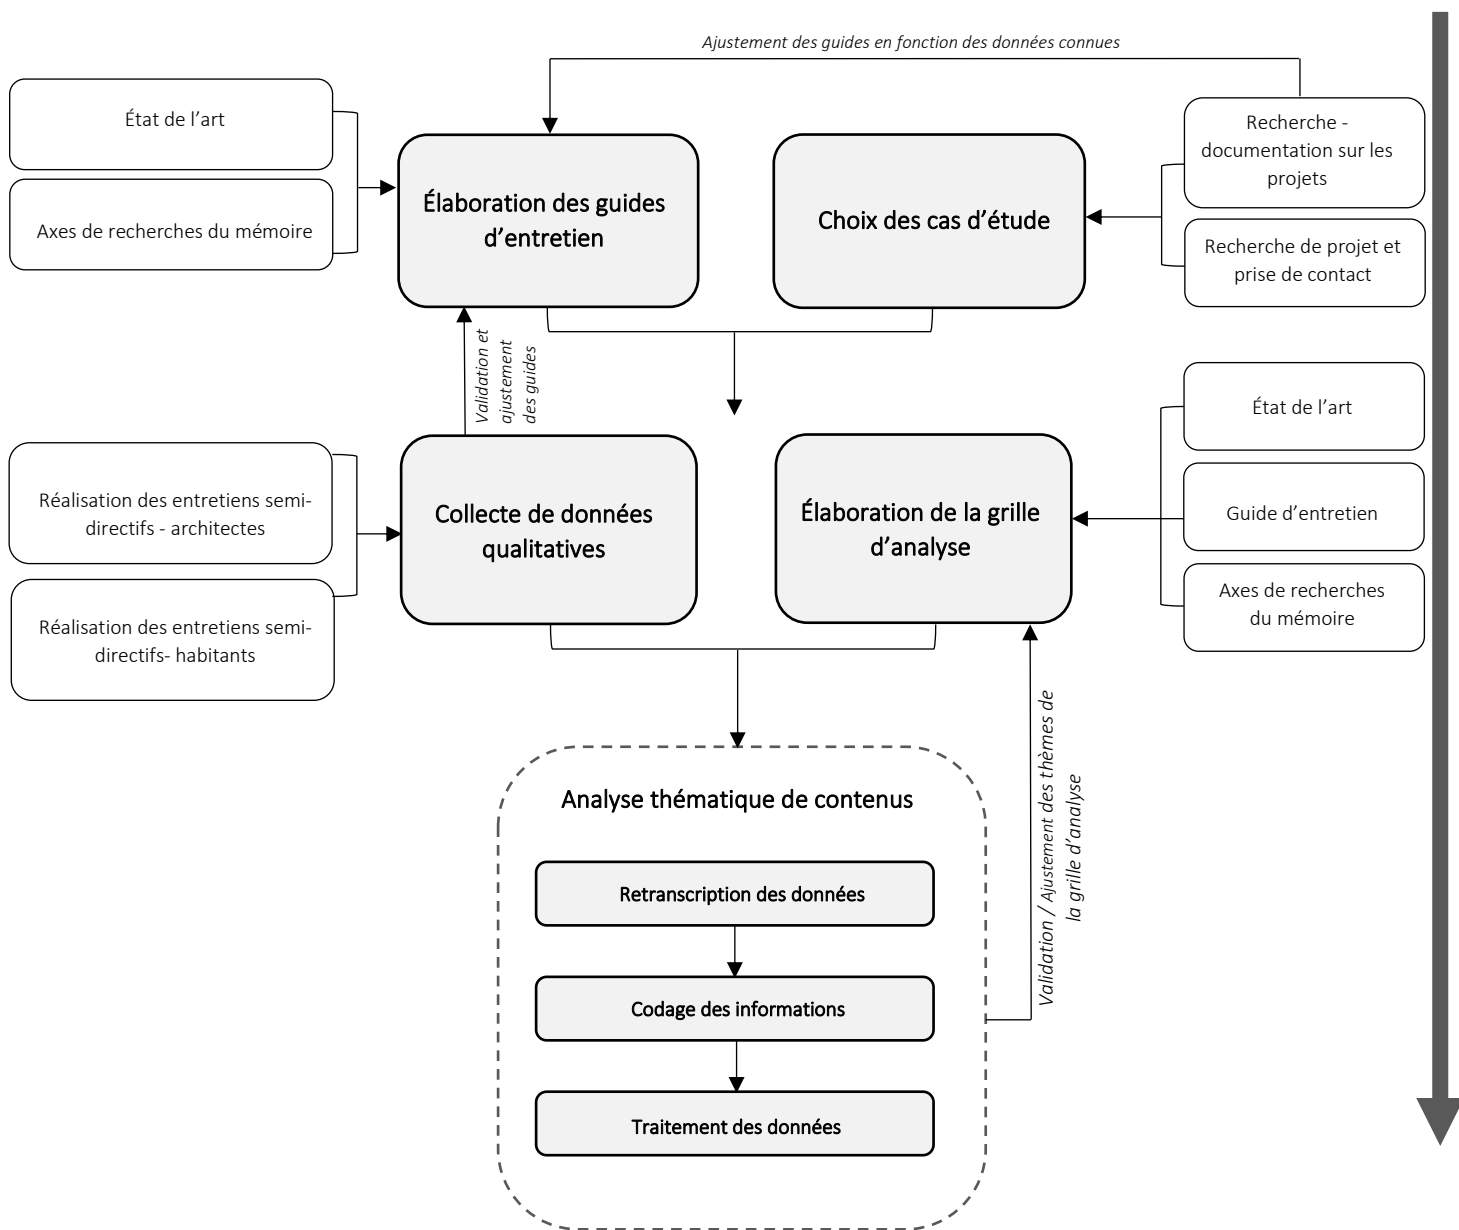 Ajustement des guides en fonction des données connues
État de l’art
Axes de recherches du mémoire
Élaboration des guides
d’entretien
Choix des cas d’étude
Recherche -
documentation sur les
projets
Recherche de projet et
prise de contact
Validation et
ajustement
des guides
Réalisation des entretiens semi-
directifs - architectes
Réalisation des entretiens semi-
directifs- habitants
Collecte de données
qualitatives
Élaboration de la grille
d’analyse
État de l’art
Guide d’entretien
Axes de recherches
du mémoire
Validation / Ajustement des thèmes de
la grille d’analyse
Analyse thématique de contenus
Retranscription des données
Codage des informations
Traitement des données